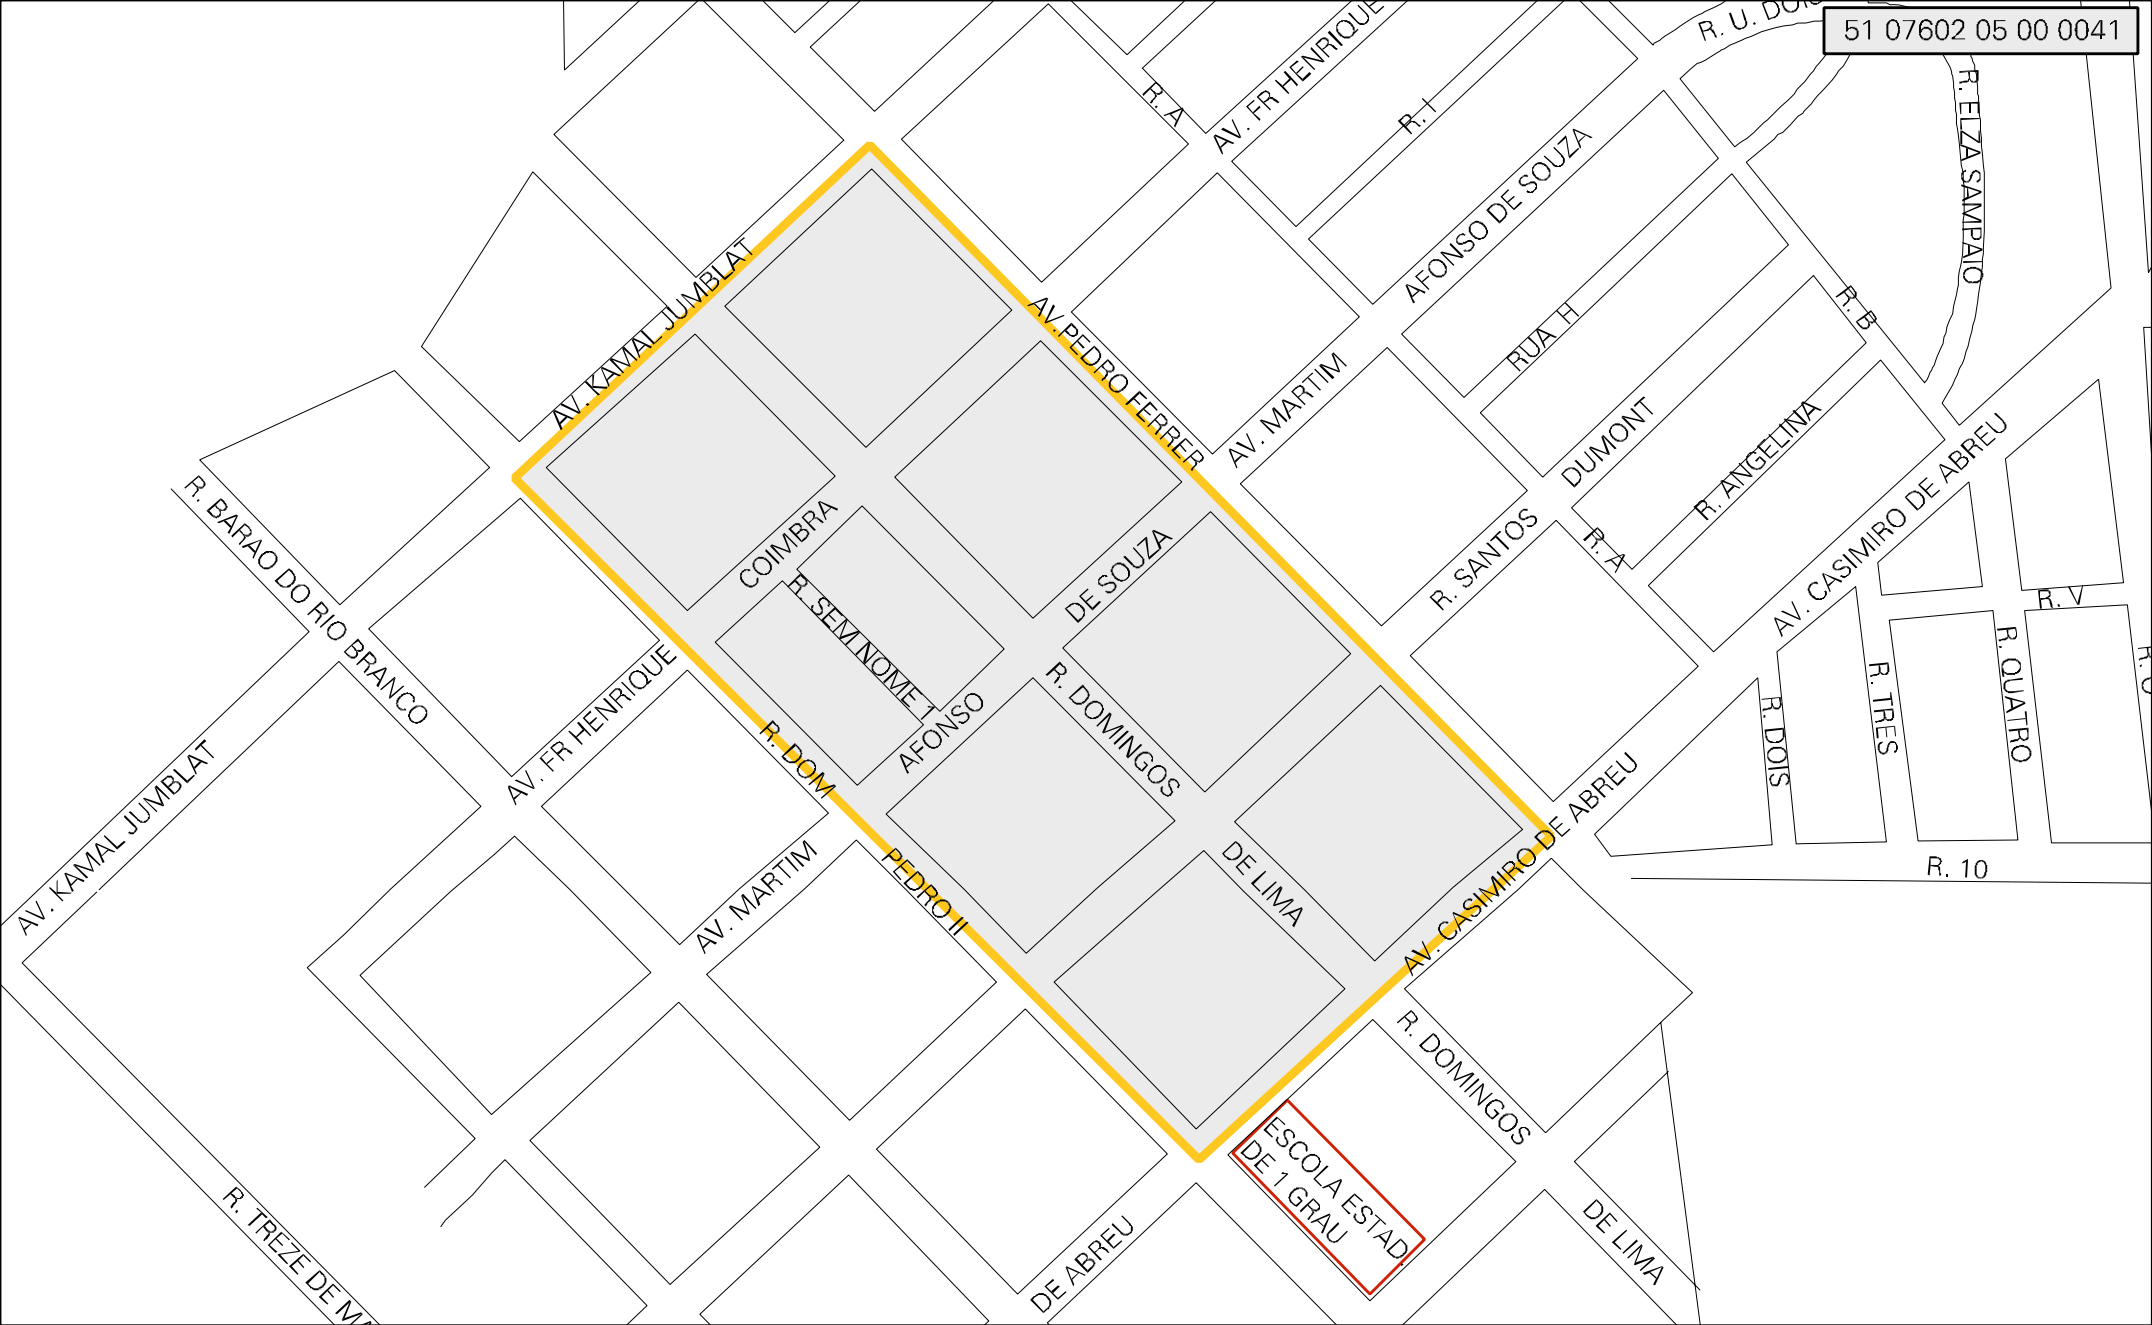 R. U. DOIS
51 07602 05 00 0041
R. A
AV. FR HENRIQUE
R. I
R. ELZA SAMPAIO
AFONSO DE SOUZA
AV. KAMAL JUMBLAT
AV.PEDRO FERRER
RUA H
R. B
AV. MARTIM
DUMONT
R. ANGELINA
AV. CASIMIRO DE ABREU
R. BARAO DO RIO BRANCO
COIMBRA
R. SEM NOME 1
DE SOUZA
R. SANTOS
R. A
R. V
R. QUATRO
R. TRES
R. DOIS
AV. FR HENRIQUE
AFONSO
R. DOMINGOS
R. DOM
PEDRO II
AV. KAMAL JUMBLAT
AV. MARTIM
DE LIMA
AV. CASIMIRO DE ABREU
R. 10
R. DOMINGOS
ESCOLA ESTAD.
DE 1 GRAU
R. TREZE DE MA
DE ABREU
DE LIMA